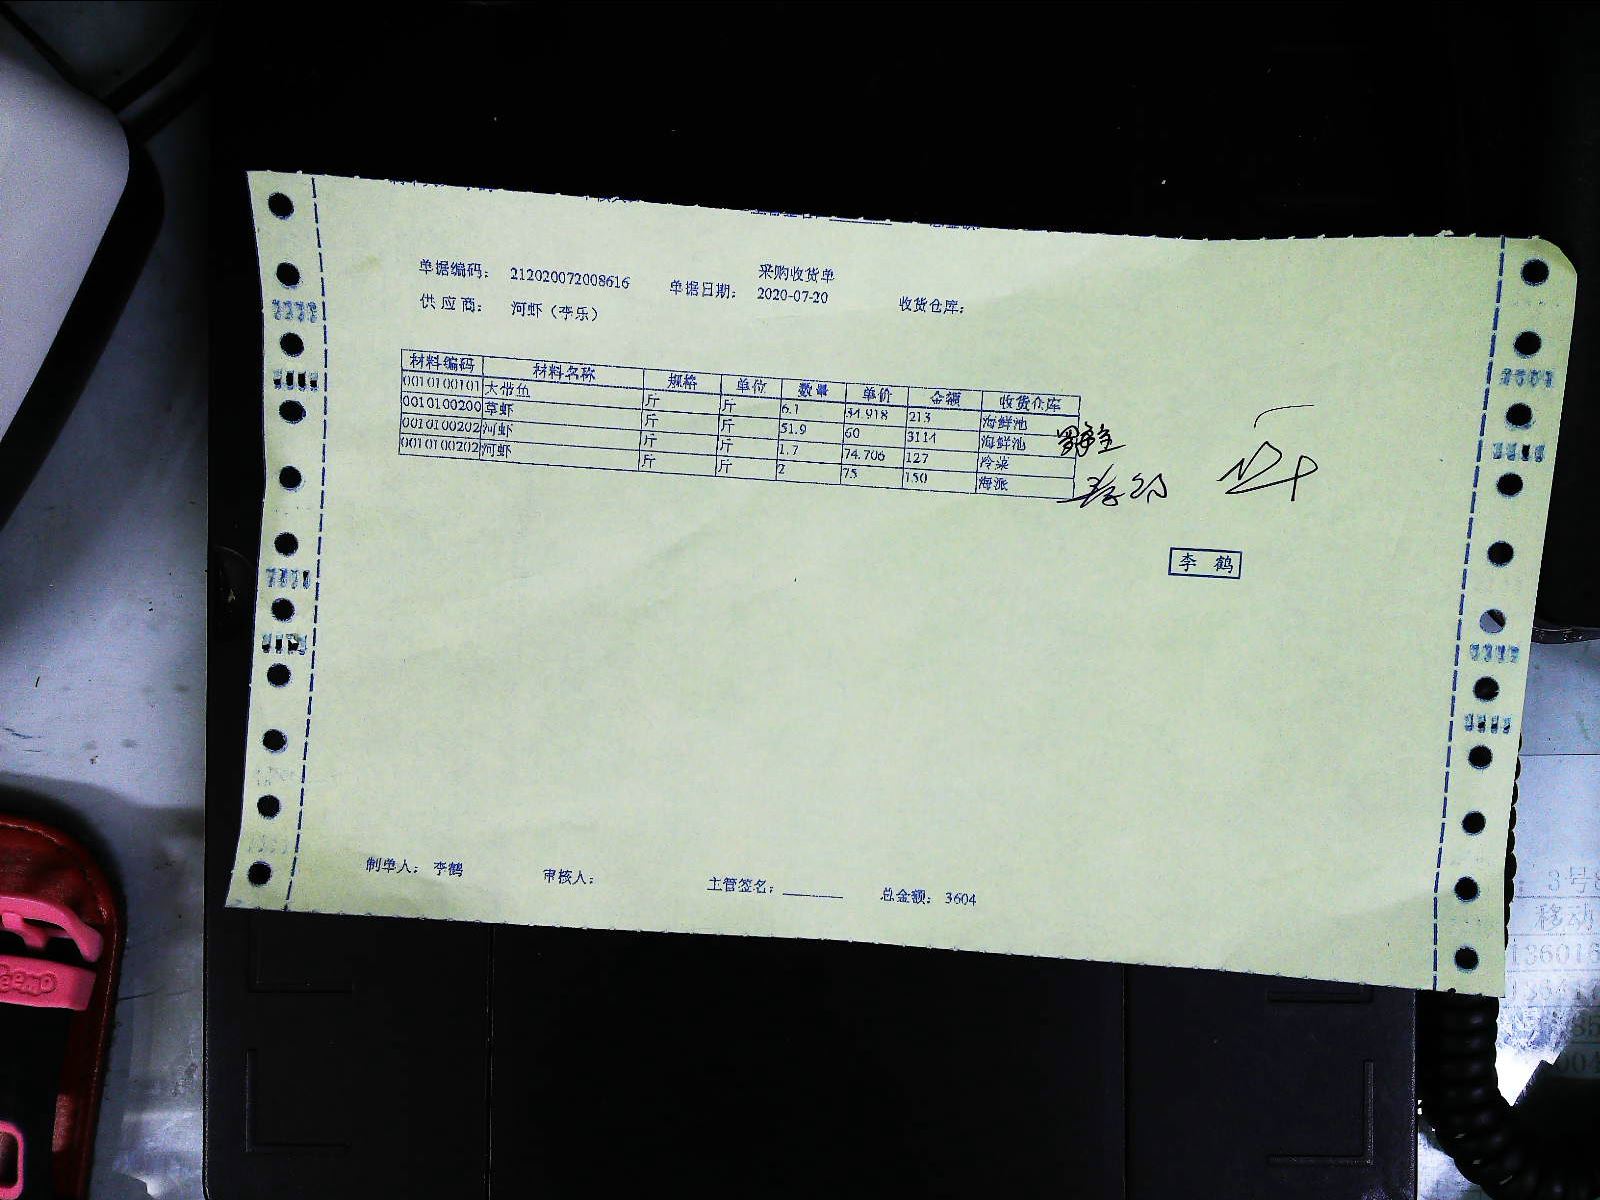 采购收货单
单据编码： 212020072008616 单据日期： 2020-07-20 收货仓库：
供应商： 河虾（李乐）
材料编码 材料名称 规格 单位 数量 单价 金额 收货仓库
0010100101 大带鱼 斤 斤 6.1 34.918 213 海鲜池
0010100200 草虾 斤 斤 51.9 60 3114 海鲜池
0010100202 河虾 斤 斤 1.7 74.706 127 冷菜
0010100202 河虾 斤 斤 2 75 150 海派
李 鹤
制单人： 李鹤 审核人： 主管签名： 总金额： 3604
3号
移动